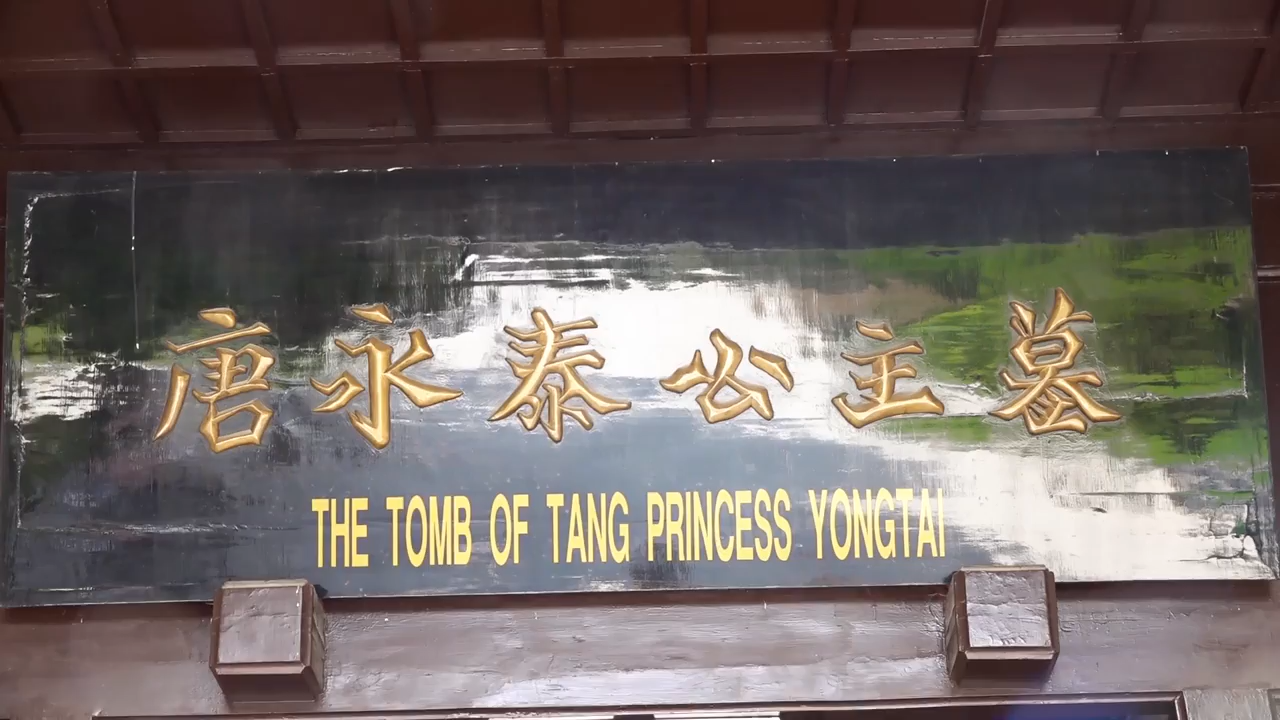 唐永泰公主墓
THE TOMB OF TANG PRINCESS YONGTAI